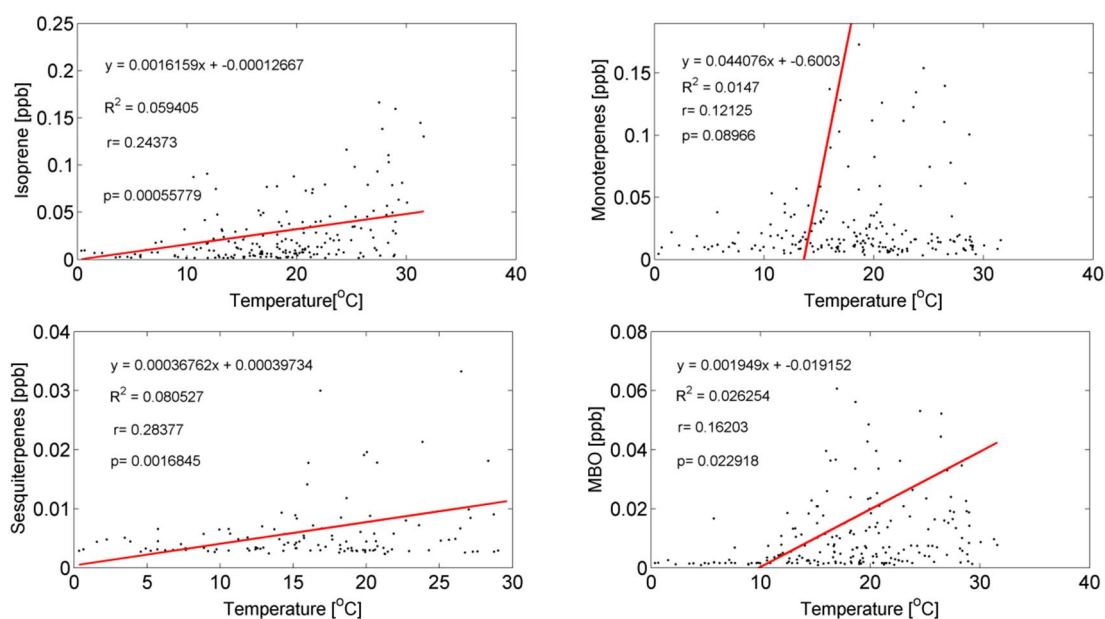 0.25
0.2
0.15
0.1
0.05
0
Isoprene [ppb]
y = 0.0016159x + -0.00012667
R² = 0.059405
r= 0.24373
p= 0.00055779
0 10 20 30 40
Temperature[°C]
0.15
0.1
0.05
0
Monoterpenes [ppb]
y = 0.044076x + -0.6003
R² = 0.0147
r= 0.12125
p= 0.08966
0 10 20 30 40
Temperature [°C]
0.04
0.03
0.02
0.01
0
Sesquiterpenes [ppb]
y = 0.00036762x + 0.00039734
R² = 0.080527
r= 0.28377
p= 0.0016845
0 5 10 15 20 25 30
Temperature [°C]
0.08
0.06
0.04
0.02
0
MBO [ppb]
y = 0.001949x + -0.019152
R² = 0.026254
r= 0.16203
p= 0.022918
0 10 20 30 40
Temperature [°C]